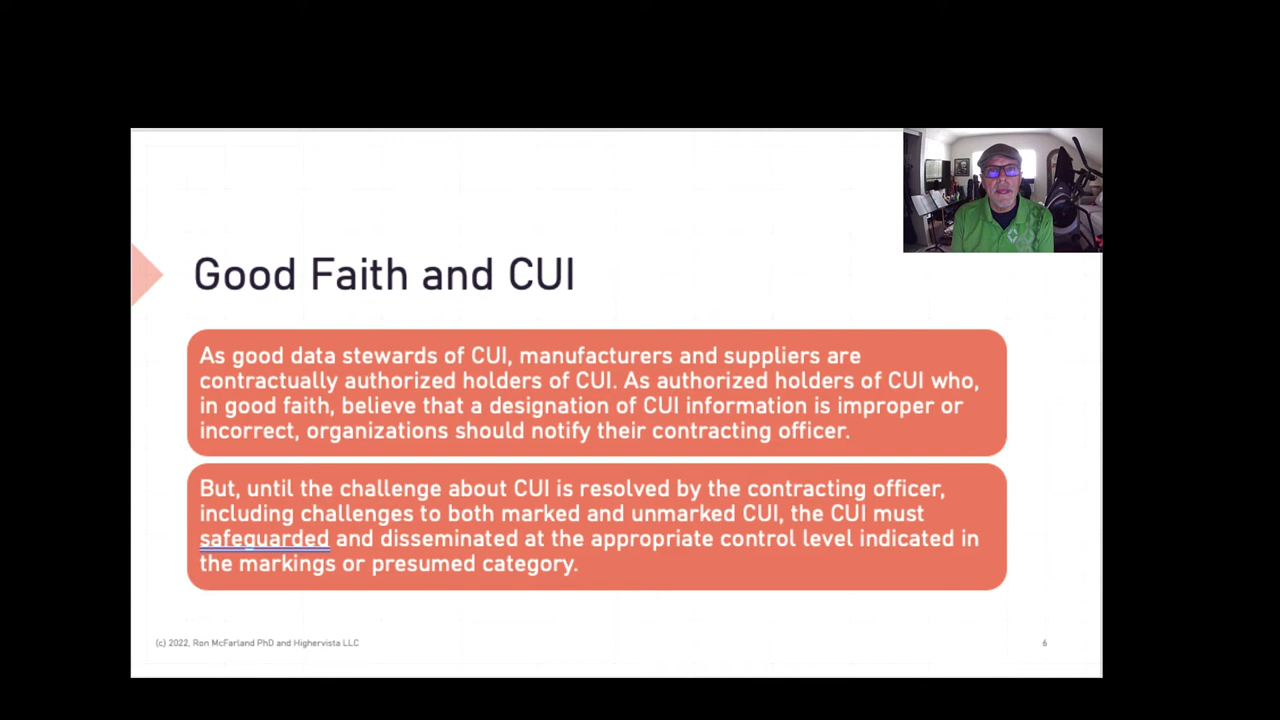 Good Faith and CUI
As good data stewards of CUI, manufacturers and suppliers are
contractually authorized holders of CUI. As authorized holders of CUI who,
in good faith, believe that a designation of CUI information is improper or
incorrect, organizations should notify their contracting officer.
But, until the challenge about CUI is resolved by the contracting officer,
including challenges to both marked and unmarked CUI, the CUI must
safeguarded and disseminated at the appropriate control level indicated in
the markings or presumed category.
(c) 2022, Ron McFarland PhD and Highervista LLC
6